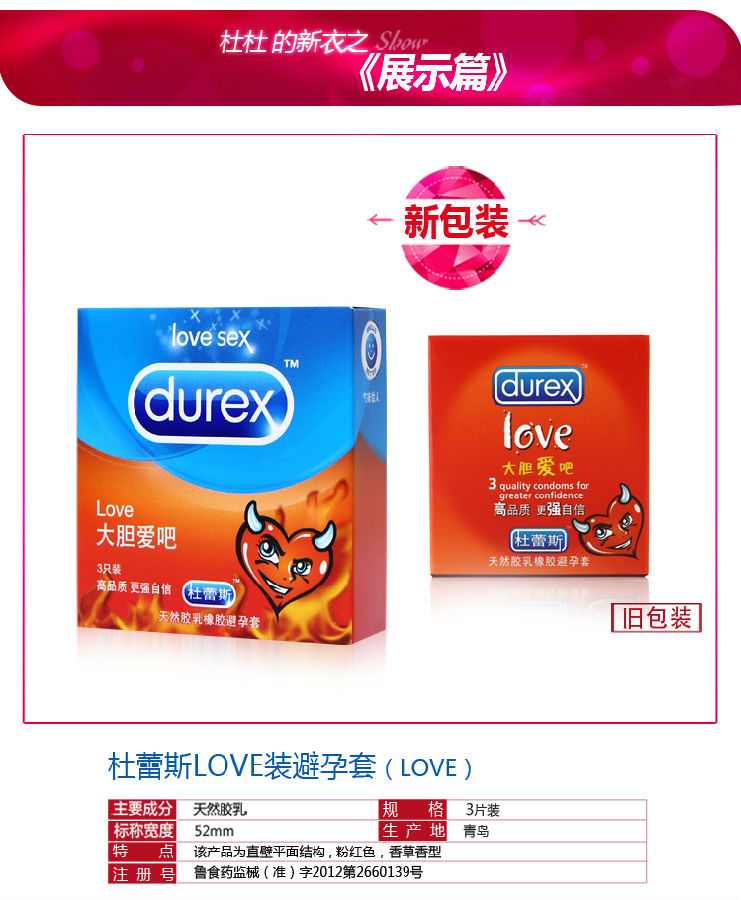 杜杜 的新衣之 Show
《展示篇》
新包装
love sex
durex™
气味怡人
Love
大胆爱吧
3只装
高品质 更强自信
杜蕾斯™
天然胶乳橡胶避孕套
durex™
love
大胆爱吧
3 quality condoms for
greater confidence
高品质 更强自信
杜蕾斯
天然胶乳橡胶避孕套
旧包装
杜蕾斯LOVE装避孕套（LOVE）
主要成分 天然胶乳 规 格 3片装
标称宽度 52mm 生 产 地 青岛
特 点 该产品为直壁平面结构，粉红色，香草香型
注 册 号 鲁食药监械（准）字2012第2660139号